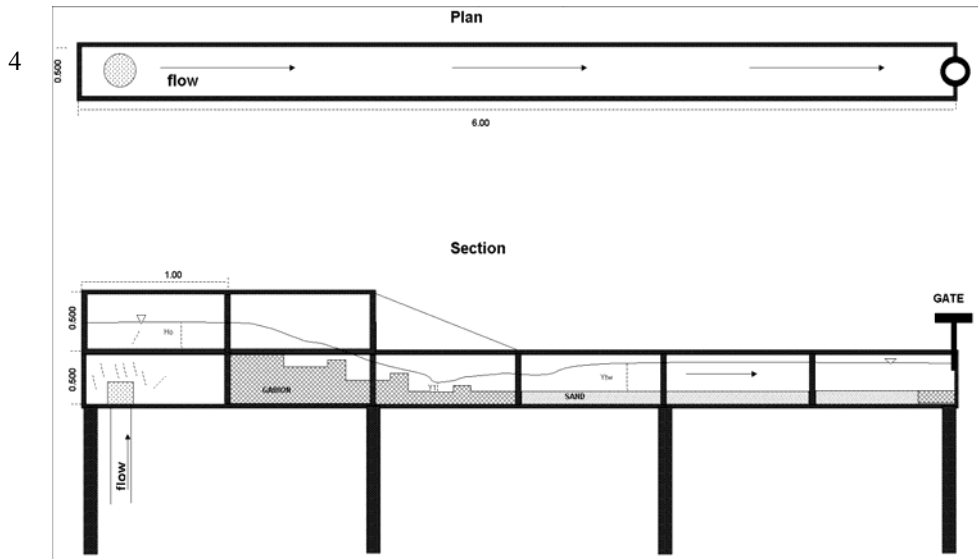 Plan
4
0.500
flow
6.00
Section
1.00
GATE
0.500
Ho
0.500
GABION
Y1
Ytw
SAND
flow